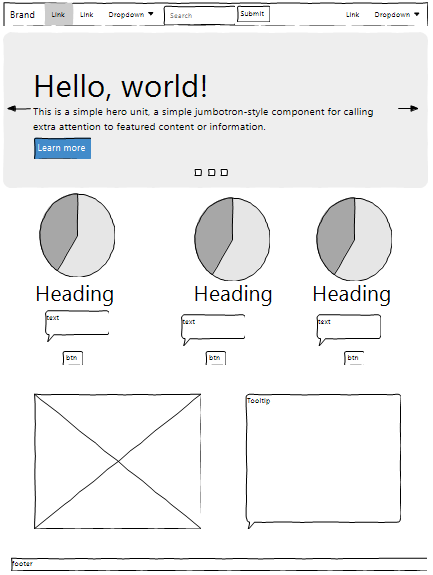 Brand Link Link Dropdown Search Submit Link Dropdown
Hello, world!
This is a simple hero unit, a simple jumbotron-style component for calling
extra attention to featured content or information.
Learn more
Heading Heading Heading
text text text
btn btn btn
Tooltip
footer